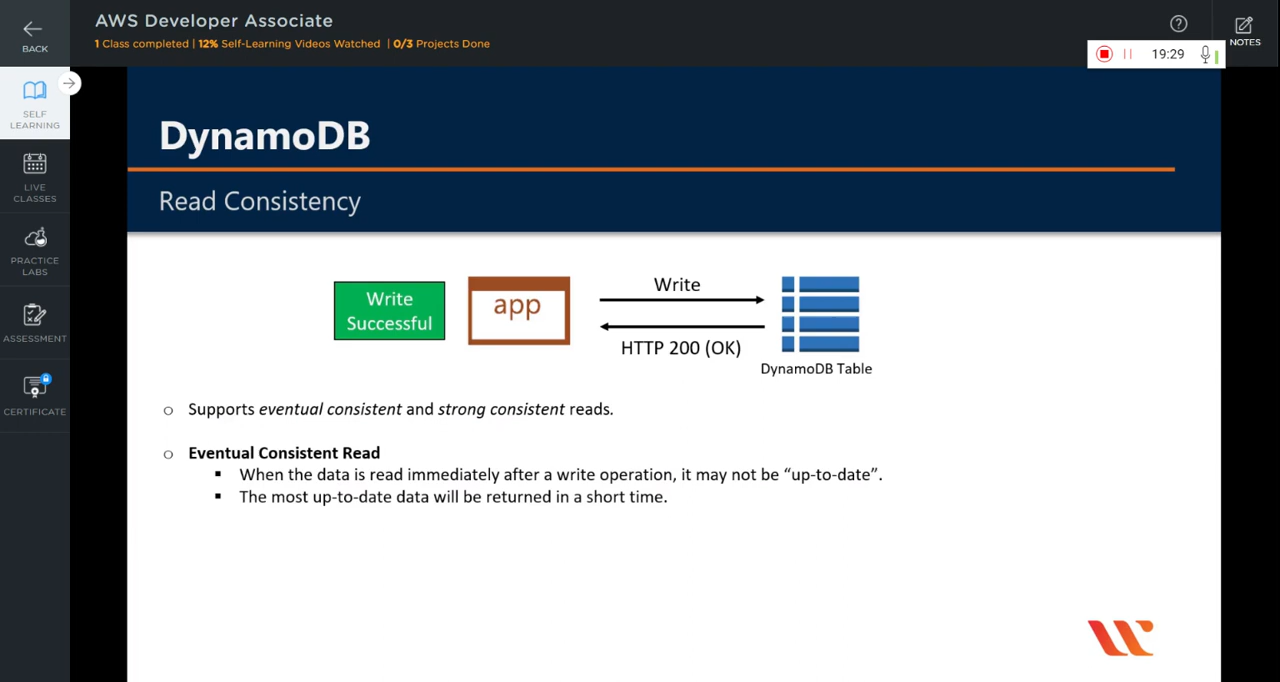 BACK
AWS Developer Associate
1 Class completed | 12% Self-Learning Videos Watched | 0/3 Projects Done
NOTES
19:29
SELF
LEARNING
LIVE
CLASSES
PRACTICE
LABS
ASSESSMENT
CERTIFICATE
DynamoDB
Read Consistency
Write
Successful
app
Write
HTTP 200 (OK)
DynamoDB Table
Supports eventual consistent and strong consistent reads.
Eventual Consistent Read
When the data is read immediately after a write operation, it may not be “up-to-date”.
The most up-to-date data will be returned in a short time.